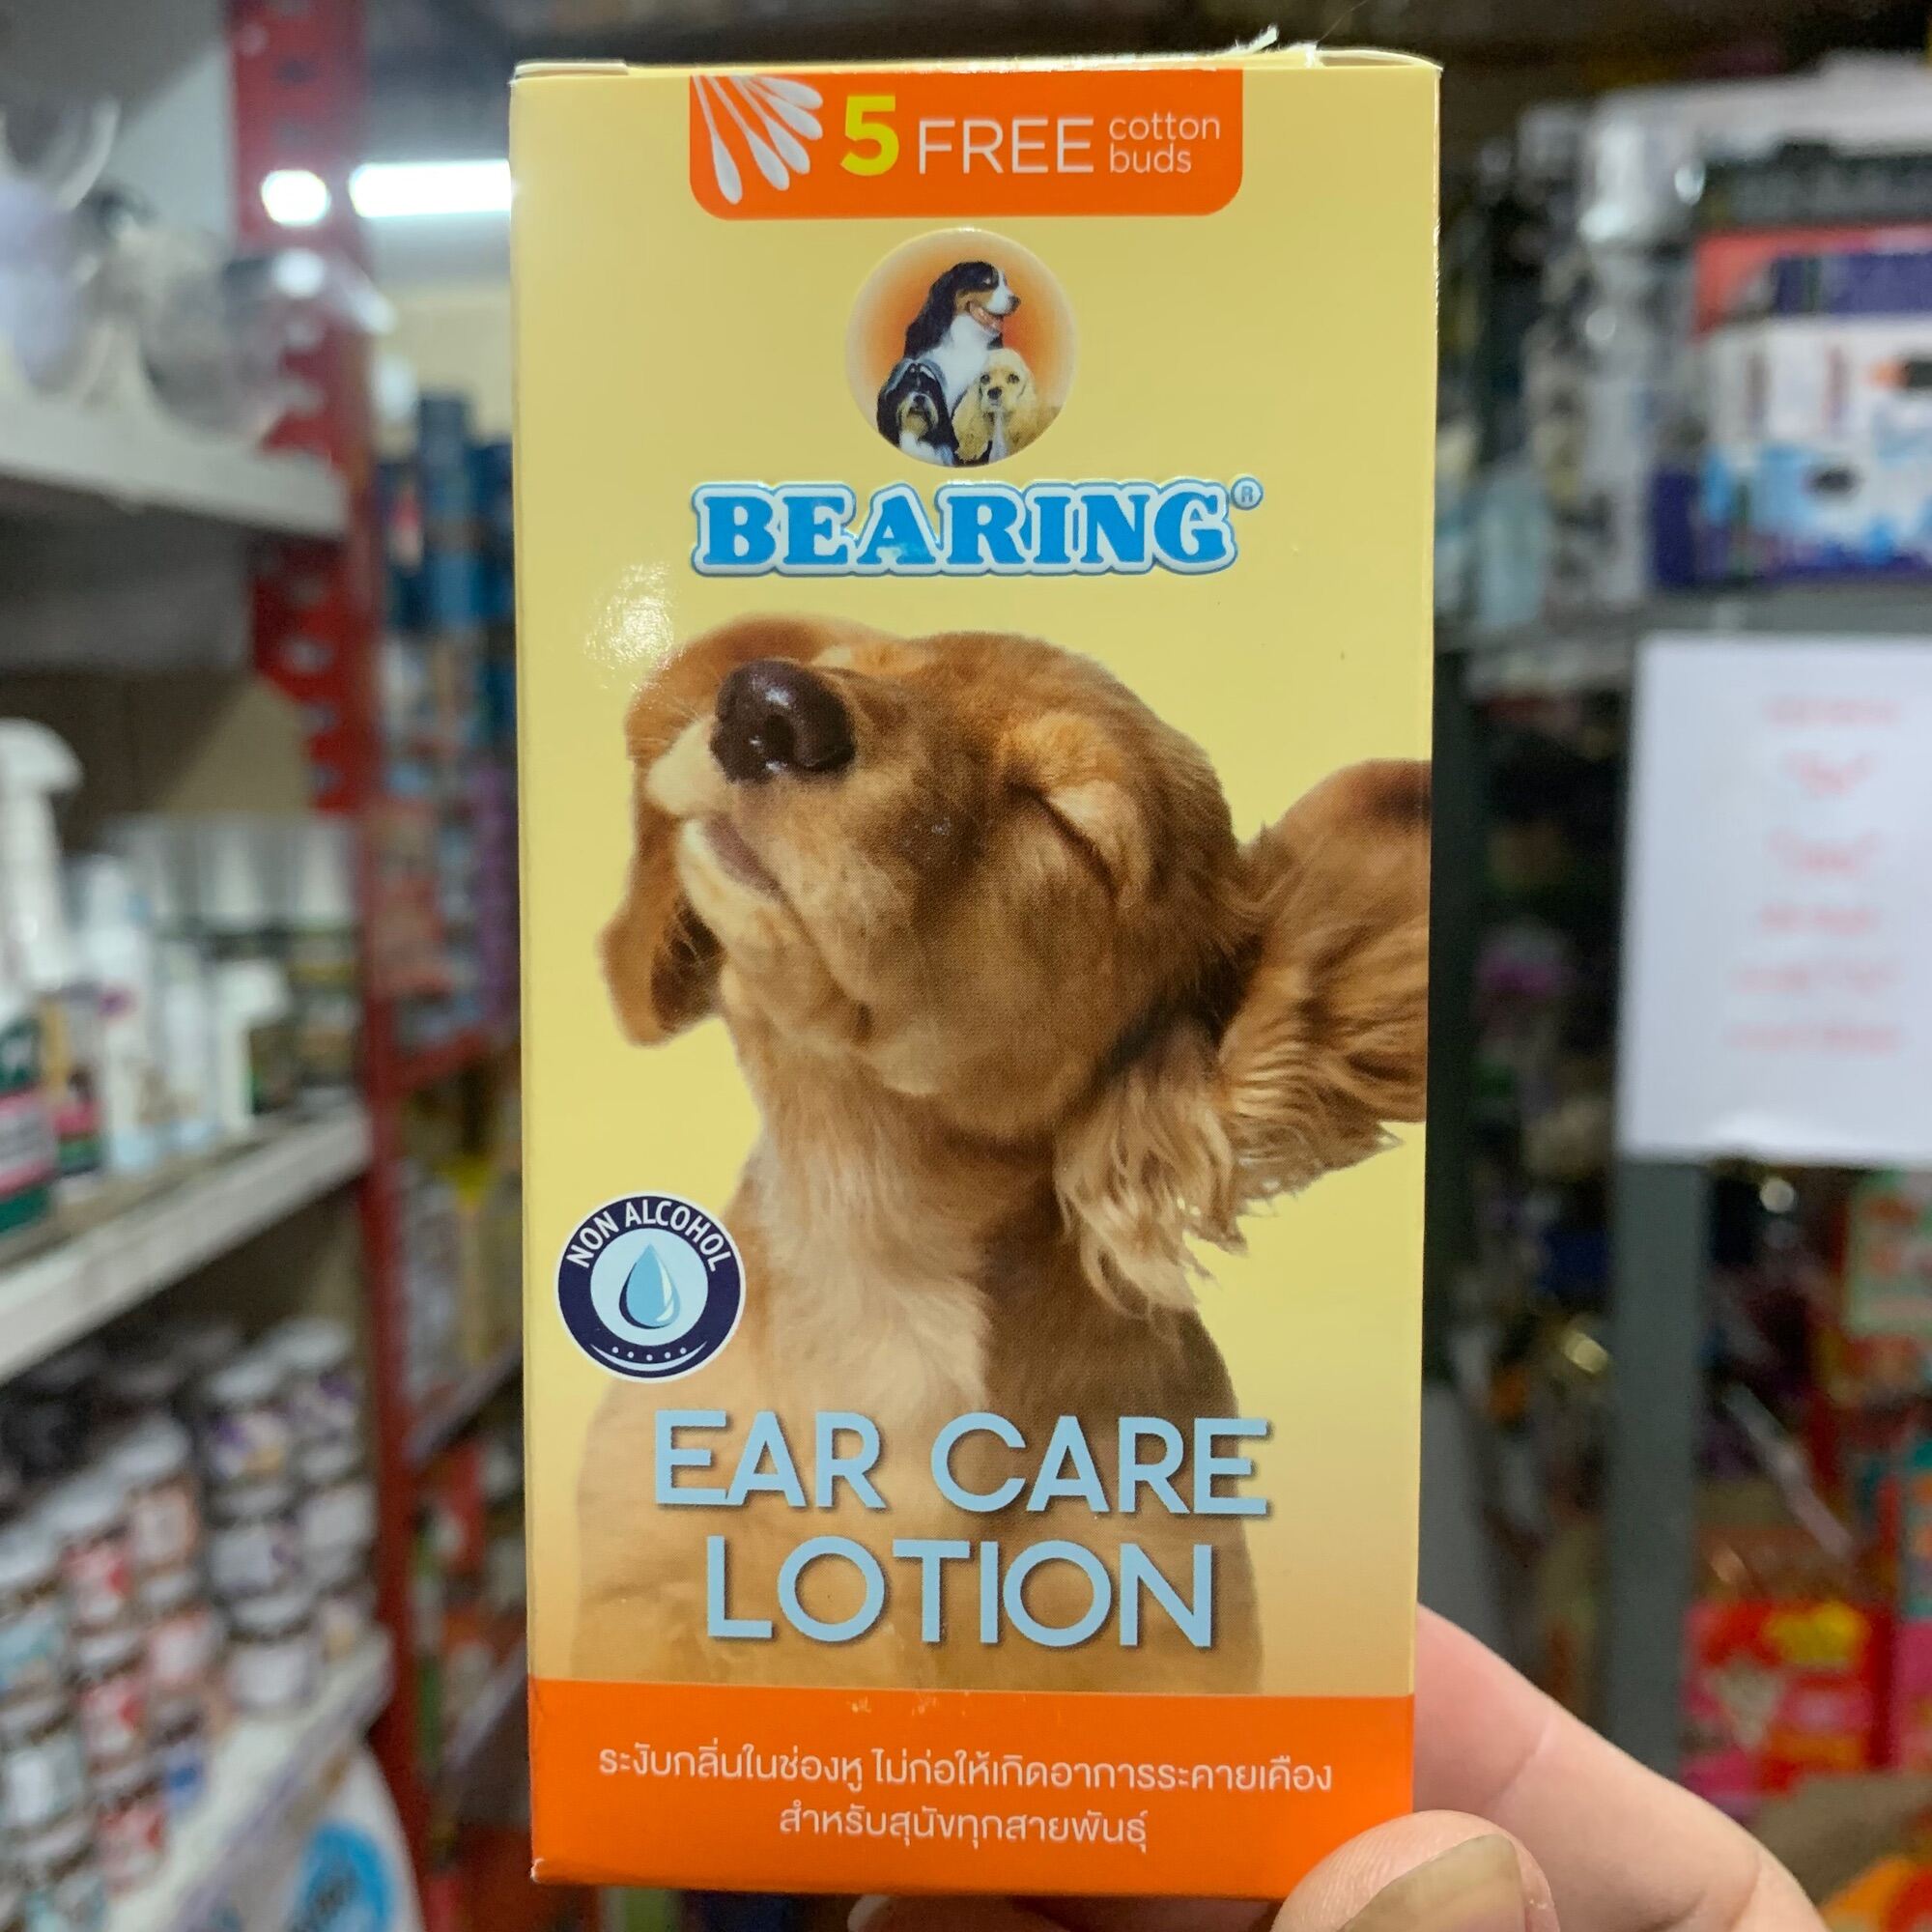 5 FREE cotton buds
BEARING®
NON ALCOHOL
EAR CARE
LOTION
ระงับกลิ่นในช่องหู ไม่ก่อให้เกิดอาการระคายเคือง
สำหรับสุนัขทุกสายพันธุ์